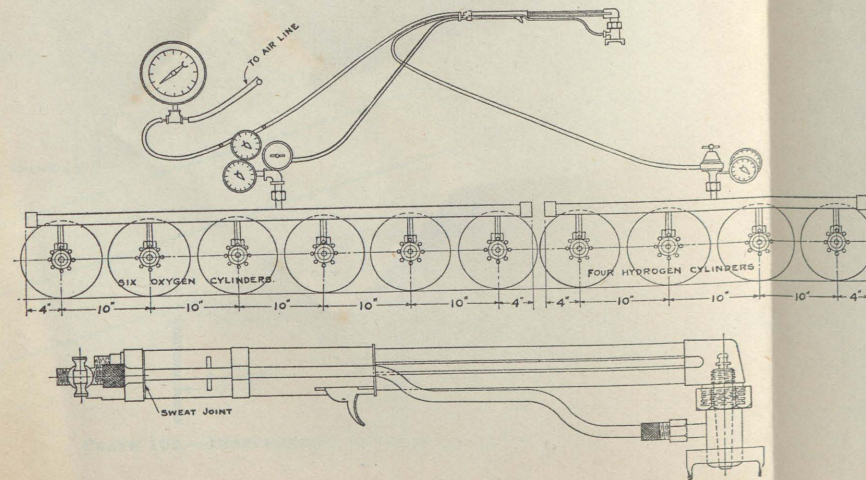 TO AIR LINE
SIX OXYGEN CYLINDERS.
FOUR HYDROGEN CYLINDERS
4" 10" 10" 10" 10" 10" 4" 10" 10" 10" 4"
SWEAT JOINT